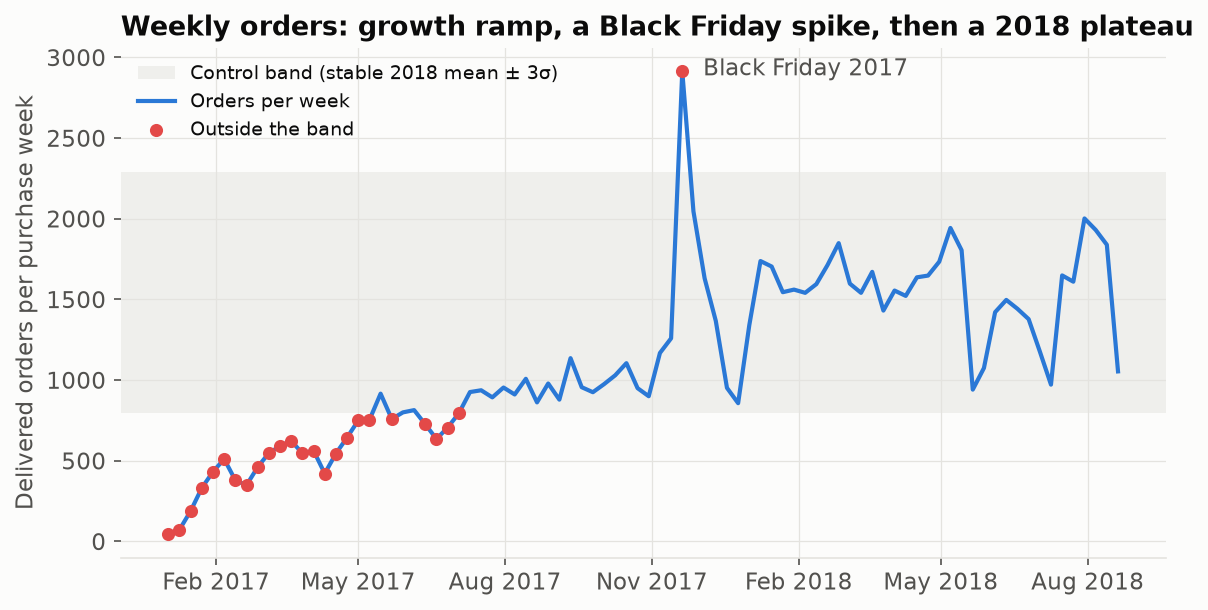 Weekly orders: growth ramp, a Black Friday spike, then a 2018 plateau
Control band (stable 2018 mean ± 3σ)
Orders per week
Outside the band
Black Friday 2017
Delivered orders per purchase week
3000
2500
2000
1500
1000
500
0
Feb 2017
May 2017
Aug 2017
Nov 2017
Feb 2018
May 2018
Aug 2018